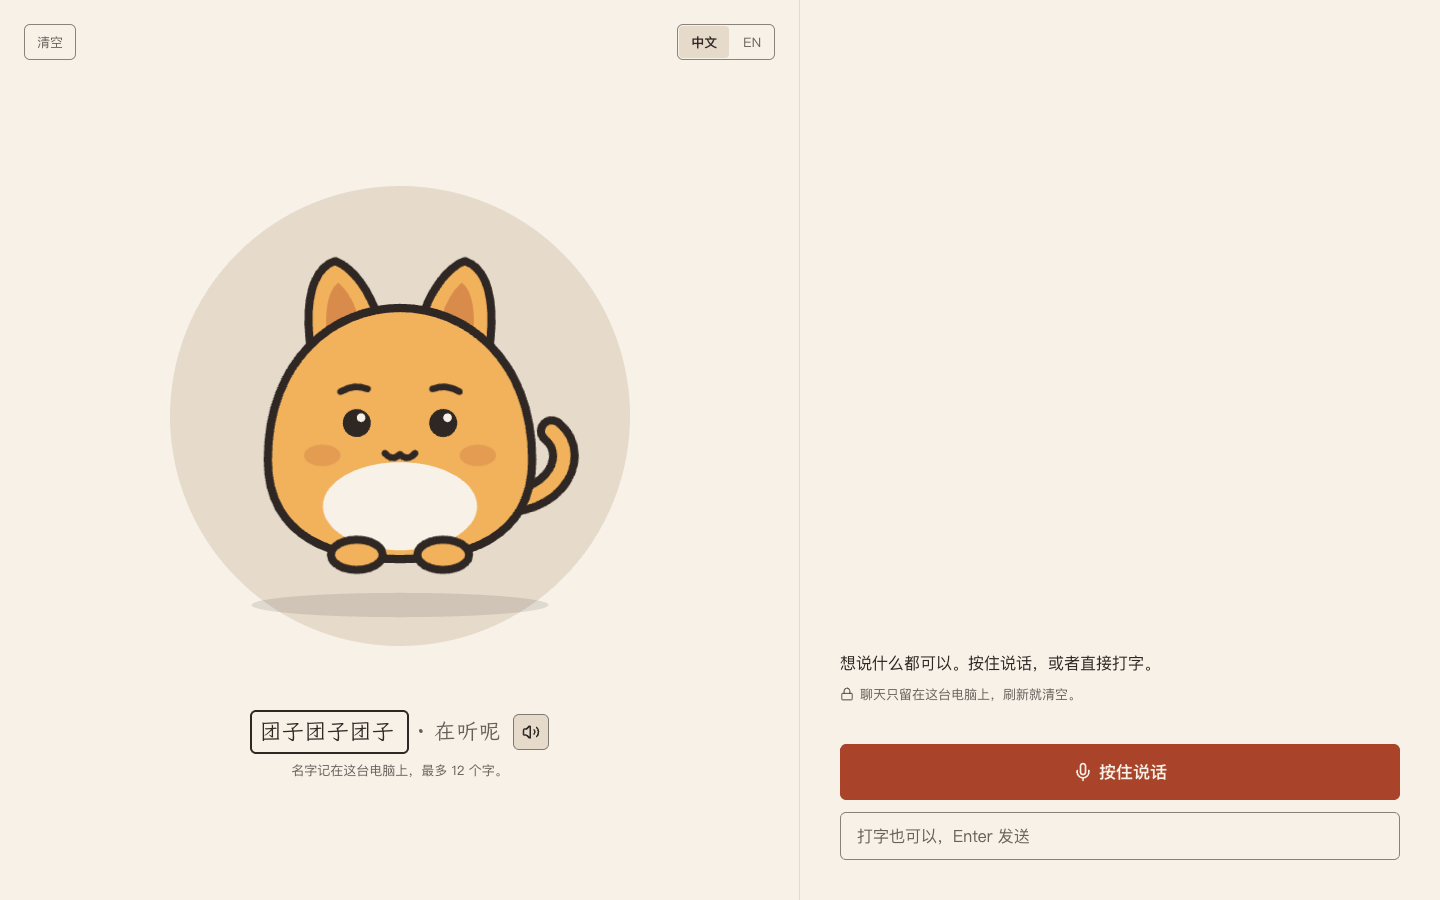 清空
中文 EN
团子团子团子 · 在听呢
名字记在这台电脑上，最多 12 个字。
想说什么都可以。按住说话，或者直接打字。
聊天只留在这台电脑上，刷新就清空。
按住说话
打字也可以，Enter 发送